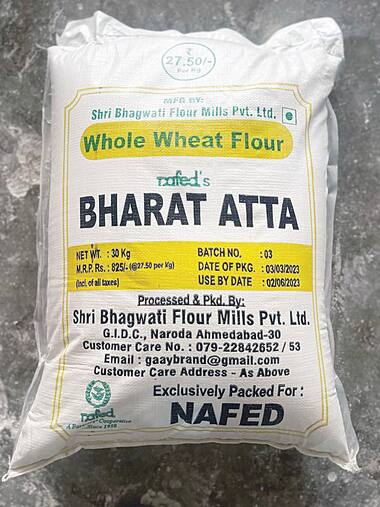 ₹
27.50/-
Per Kg
MFG BY:
Shri Bhagwati Flour Mills Pvt. Ltd.
Whole Wheat Flour
nafed's
BHARAT ATTA
NET WT. : 30 Kg
BATCH NO. : 03
M.R.P. Rs. : 825/- (@27.50 per kg)
DATE OF PKG. : 03/03/2023
(Incl. of all taxes)
USE BY DATE : 02/06/2023
Processed & Pkd. By:
Shri Bhagwati Flour Mills Pvt. Ltd.
G.I.D.C., Naroda Ahmedabad-30
Customer Care No. : 079-22842652 / 53
Email : gaaybrand@gmail.com
Customer Care Address - As Above
Exclusively Packed For :
NAFED
nafed
Cooperative
Since 1958